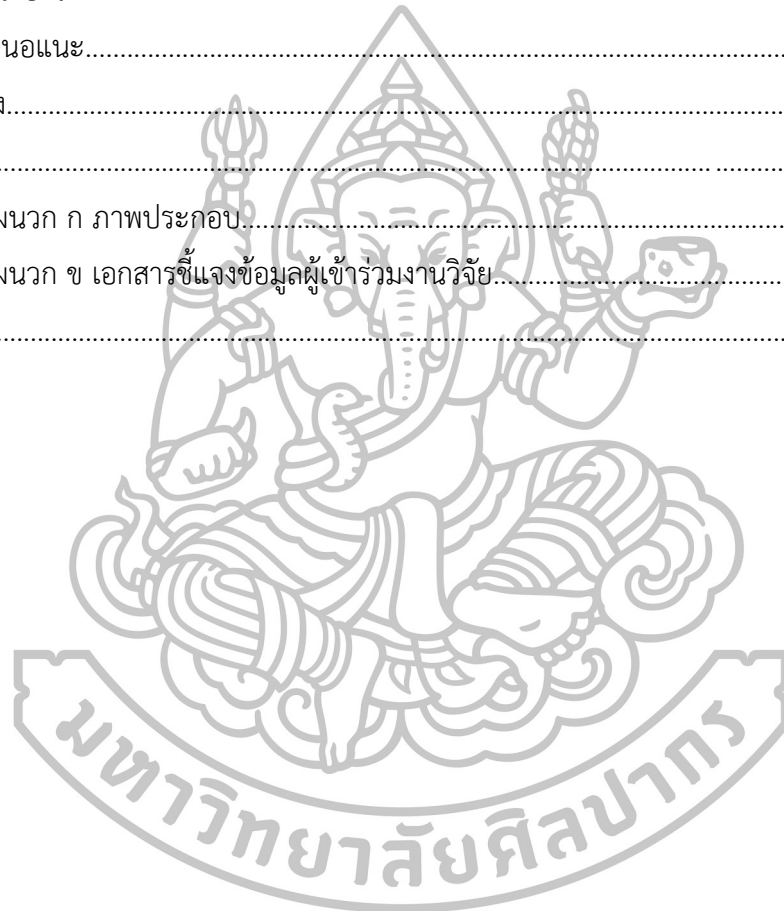 นอแนะ
ผนวก ก ภาพประกอบ
ผนวก ข เอกสารชี้แจงข้อมูลผู้เข้าร่วมงานวิจัย
มหาวิทยาลัยศิลปากร